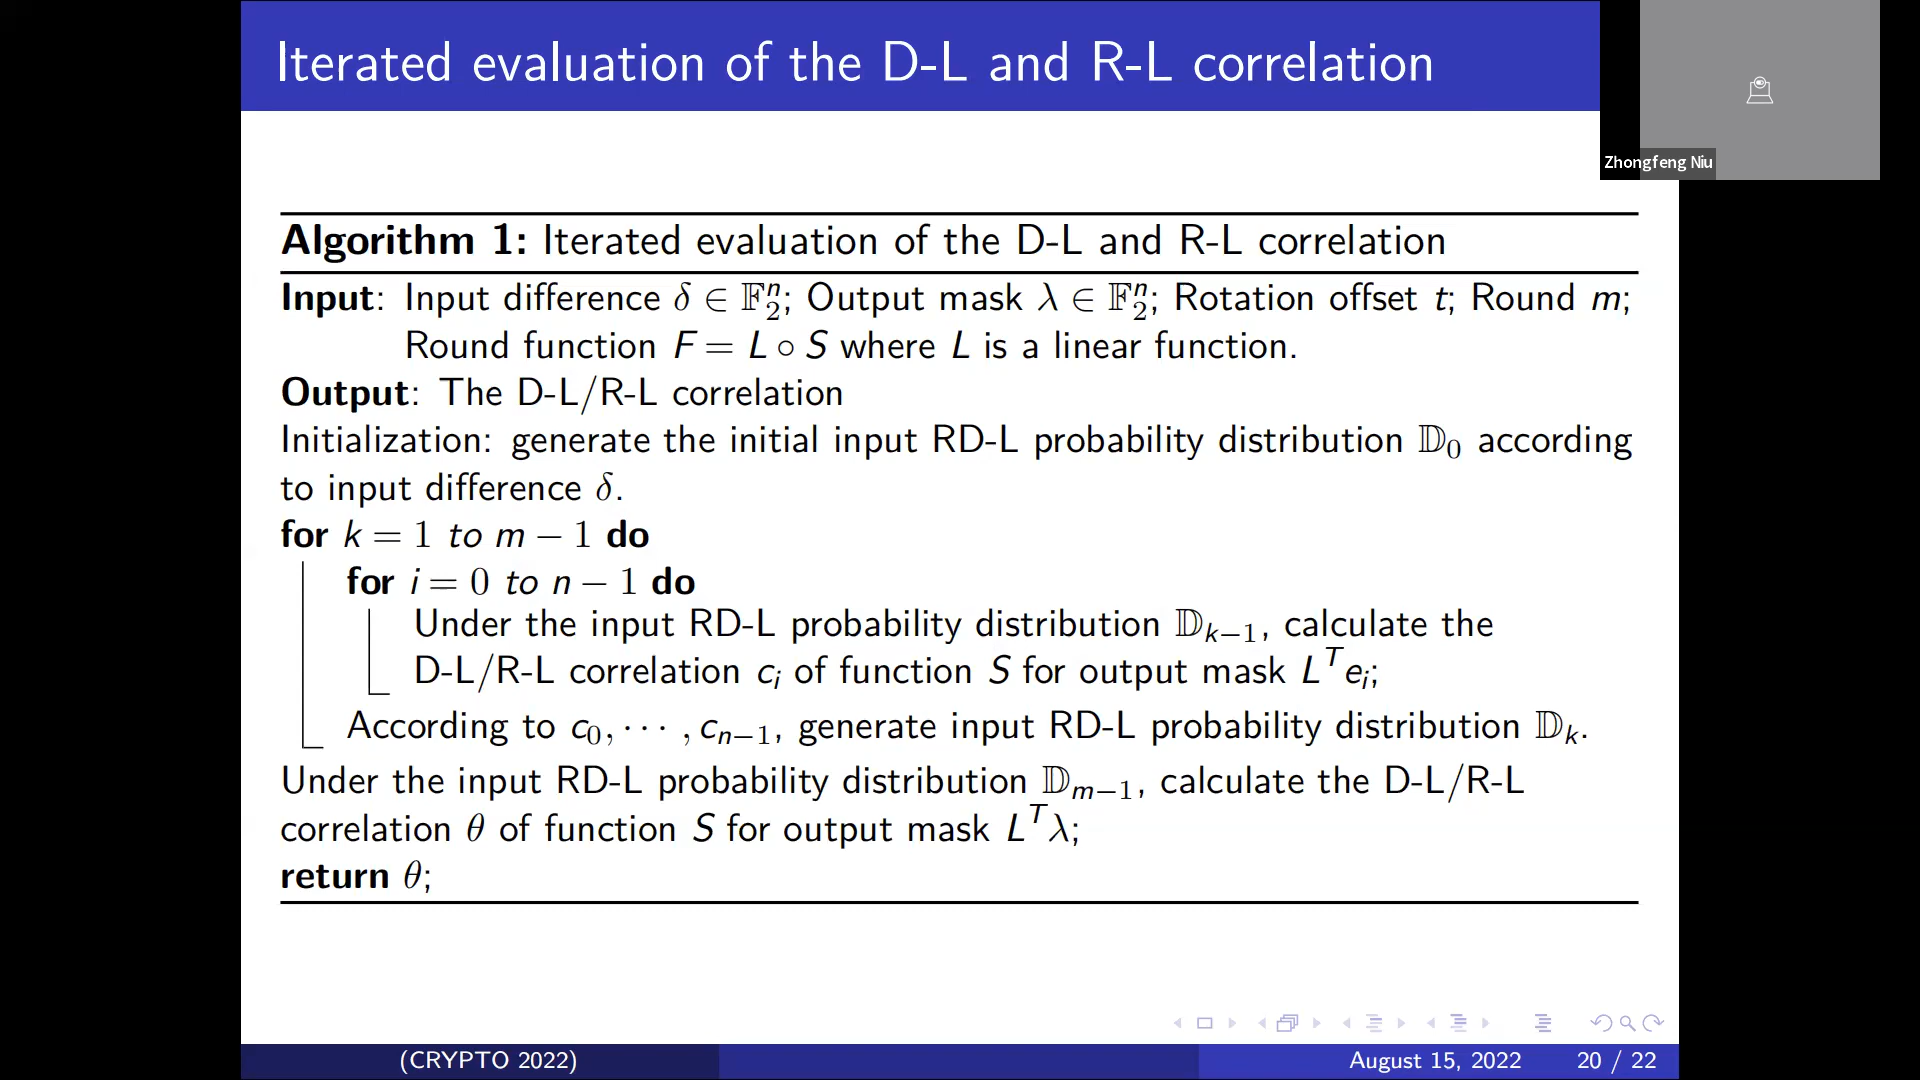 Iterated evaluation of the D-L and R-L correlation
Zhongfeng Niu
Algorithm 1: Iterated evaluation of the D-L and R-L correlation
Input: Input difference δ ∈ 𝔽₂ⁿ; Output mask λ ∈ 𝔽₂ⁿ; Rotation offset t; Round m;
Round function F = L ∘ S where L is a linear function.
Output: The D-L/R-L correlation
Initialization: generate the initial input RD-L probability distribution 𝔻₀ according
to input difference δ.
for k = 1 to m − 1 do
for i = 0 to n − 1 do
Under the input RD-L probability distribution 𝔻ₖ₋₁, calculate the
D-L/R-L correlation cᵢ of function S for output mask Lᵀeᵢ;
According to c₀, ⋯ , cₙ₋₁, generate input RD-L probability distribution 𝔻ₖ.
Under the input RD-L probability distribution 𝔻ₘ₋₁, calculate the D-L/R-L
correlation θ of function S for output mask Lᵀλ;
return θ;
(CRYPTO 2022)
August 15, 2022
20 / 22